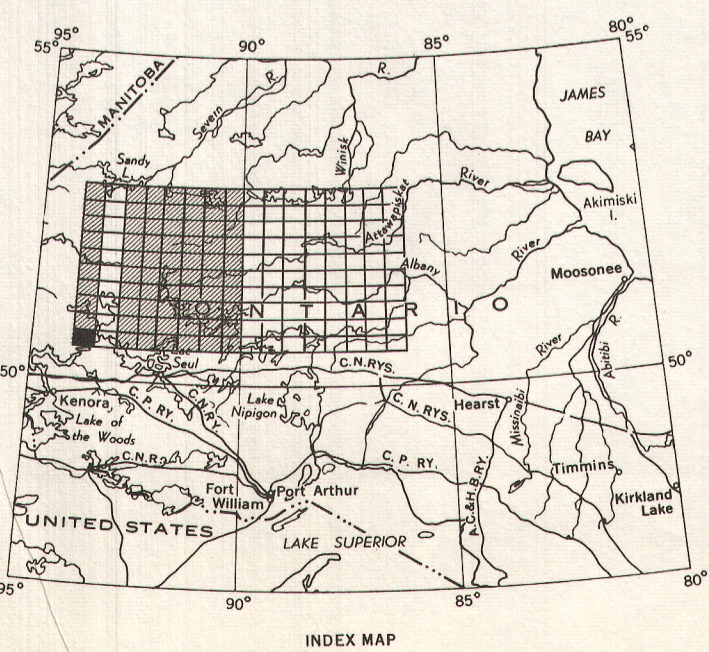 95°
55°
90°
85°
80°
55°
MANITOBA
Severn
R.
R.
JAMES
BAY
Winisk
Sandy
L.
River
Attawapiskat
Akimiski
I.
River
Albany
Moosonee
ONTARIO
River
Abitibi R.
Lac
Seul
C.N.RYS.
50°
50°
Kenora
C. P. RY.
C.N.RY.
Lake
Nipigon
C. N. RYS.
Hearst
Missinaibi
Lake of
the Woods
C.N.R.
C. P. RY.
Timmins
Fort
William
Port Arthur
A.C.& H.B.RY.
Kirkland
Lake
UNITED STATES
LAKE SUPERIOR
95°
90°
85°
80°
INDEX MAP